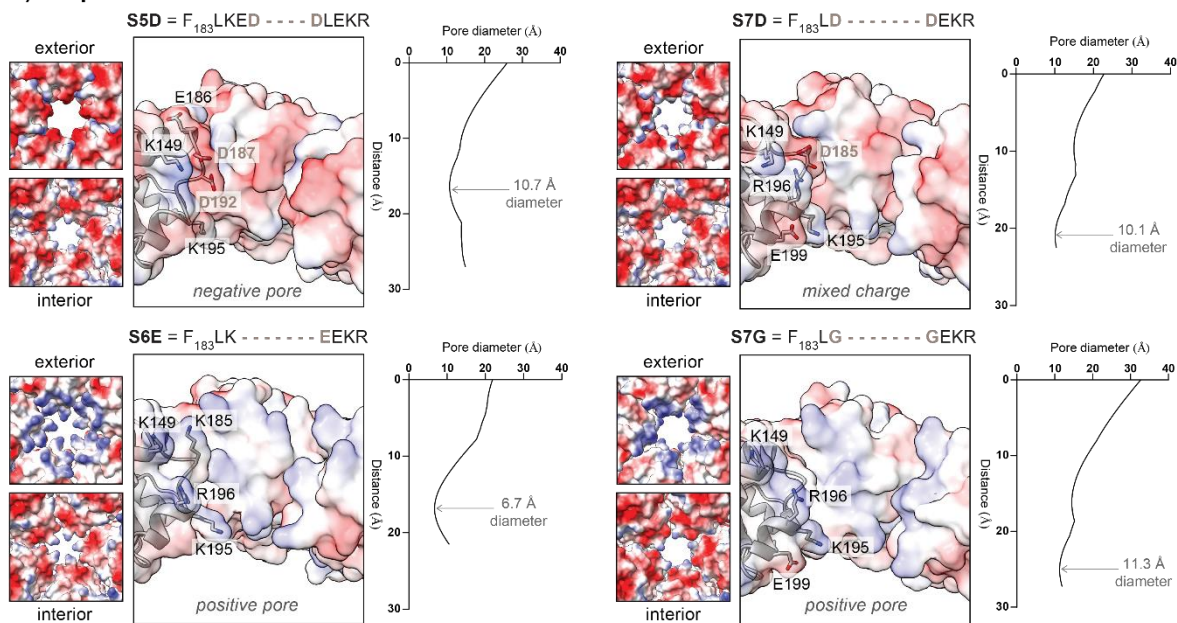 S5D = F183LKED - - - - - DLEKR
exterior
interior
E186
K149
D187
D192
K195
negative pore
Pore diameter (Å)
0 10 20 30 40
0
10
20
30
Distance (Å)
10.7 Å
diameter
S7D = F183LD - - - - - - - DEKR
exterior
interior
K149
D185
R196
K195
E199
mixed charge
Pore diameter (Å)
0 10 20 30 40
0
10
20
30
Distance (Å)
10.1 Å
diameter
S6E = F183LK - - - - - - - EEKR
exterior
interior
K149
K185
R196
K195
positive pore
Pore diameter (Å)
0 10 20 30 40
0
10
20
30
Distance (Å)
6.7 Å
diameter
S7G = F183LG - - - - - - - GEKR
exterior
interior
K149
R196
K195
E199
positive pore
Pore diameter (Å)
0 10 20 30 40
0
10
20
30
Distance (Å)
11.3 Å
diameter